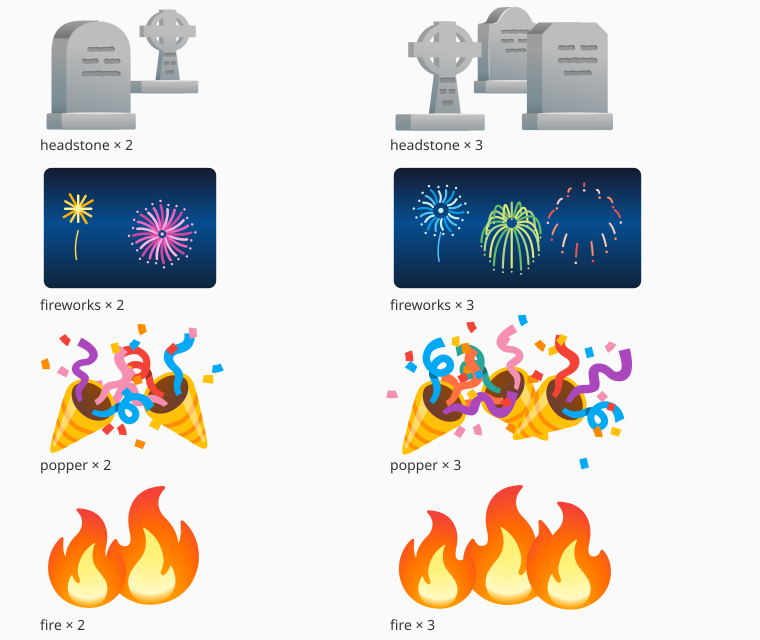 headstone × 2
headstone × 3
fireworks × 2
fireworks × 3
popper × 2
popper × 3
fire × 2
fire × 3